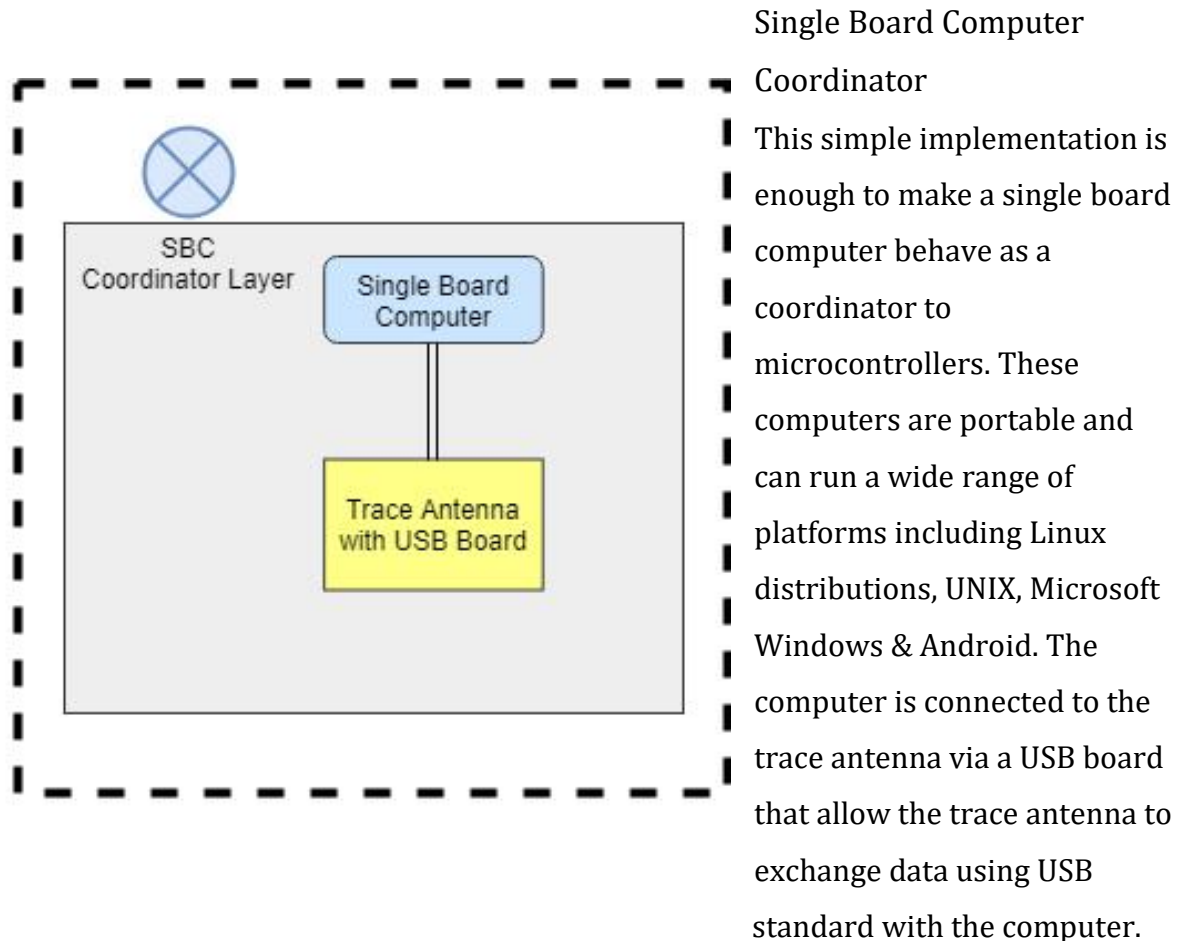 Single Board Computer
Coordinator
This simple implementation is
enough to make a single board
computer behave as a
coordinator to
microcontrollers. These
computers are portable and
can run a wide range of
platforms including Linux
distributions, UNIX, Microsoft
Windows & Android. The
computer is connected to the
trace antenna via a USB board
that allow the trace antenna to
exchange data using USB
standard with the computer.
SBC
Coordinator Layer
Single Board
Computer
Trace Antenna
with USB Board